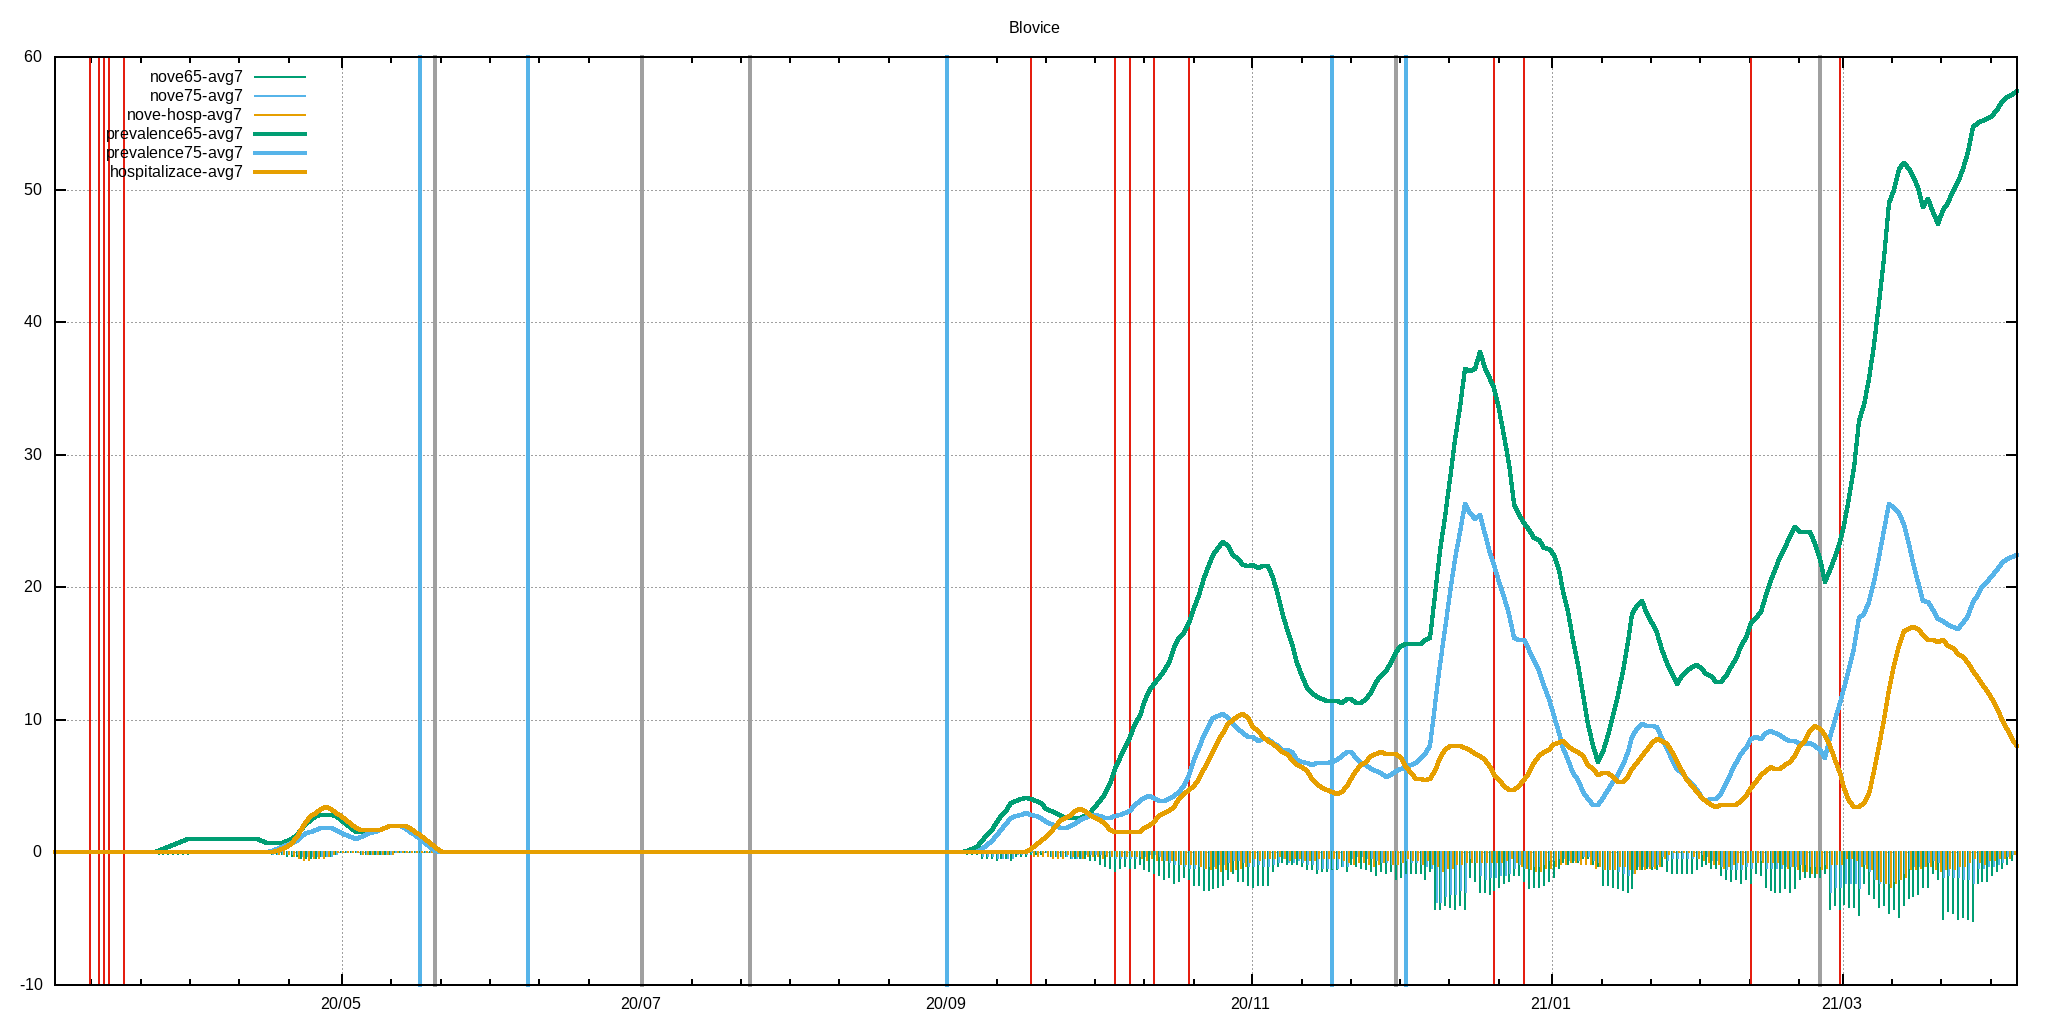 Blovice
60
50
40
30
20
10
0
-10
nove65-avg7
nove75-avg7
nove-hosp-avg7
prevalence65-avg7
prevalence75-avg7
hospitalizace-avg7
20/05 20/07 20/09 20/11 21/01 21/03